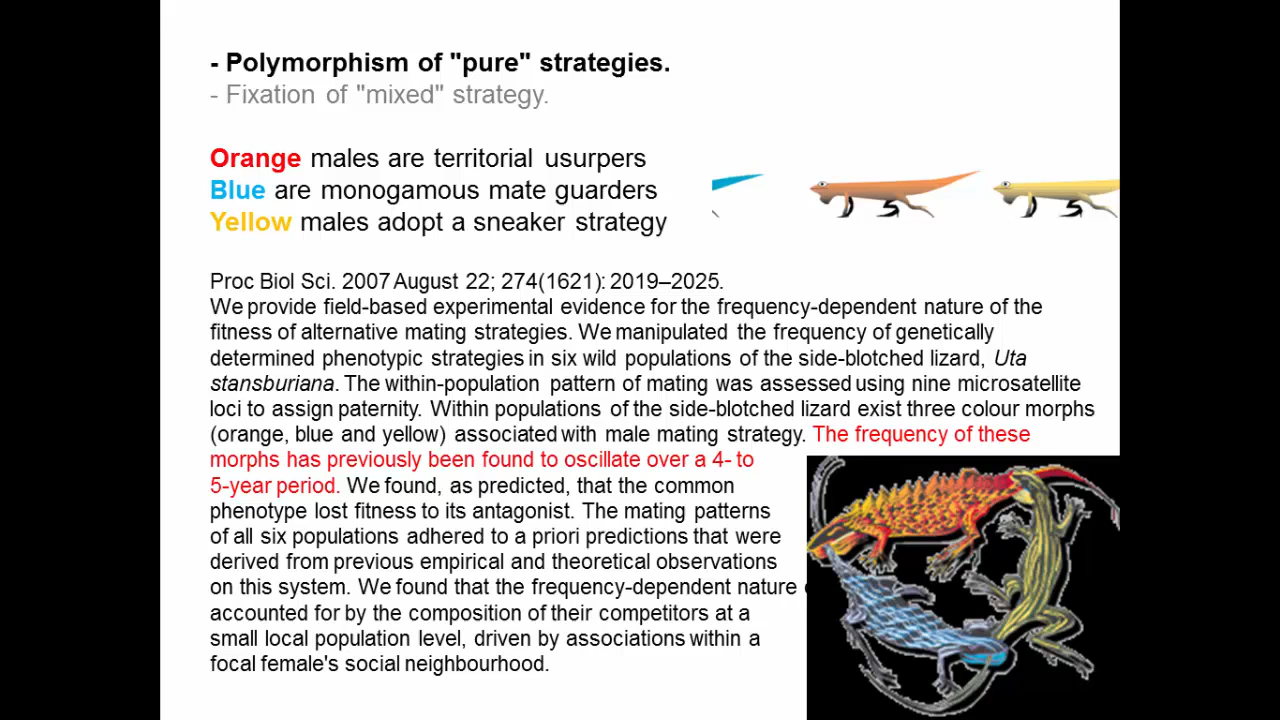 - Polymorphism of "pure" strategies.
- Fixation of "mixed" strategy.
Orange males are territorial usurpers
Blue are monogamous mate guarders
Yellow males adopt a sneaker strategy
Proc Biol Sci. 2007 August 22; 274(1621): 2019–2025.
We provide field-based experimental evidence for the frequency-dependent nature of the
fitness of alternative mating strategies. We manipulated the frequency of genetically
determined phenotypic strategies in six wild populations of the side-blotched lizard, Uta
stansburiana. The within-population pattern of mating was assessed using nine microsatellite
loci to assign paternity. Within populations of the side-blotched lizard exist three colour morphs
(orange, blue and yellow) associated with male mating strategy. The frequency of these
morphs has previously been found to oscillate over a 4- to
5-year period. We found, as predicted, that the common
phenotype lost fitness to its antagonist. The mating patterns
of all six populations adhered to a priori predictions that were
derived from previous empirical and theoretical observations
on this system. We found that the frequency-dependent nature
accounted for by the composition of their competitors at a
small local population level, driven by associations within a
focal female's social neighbourhood.